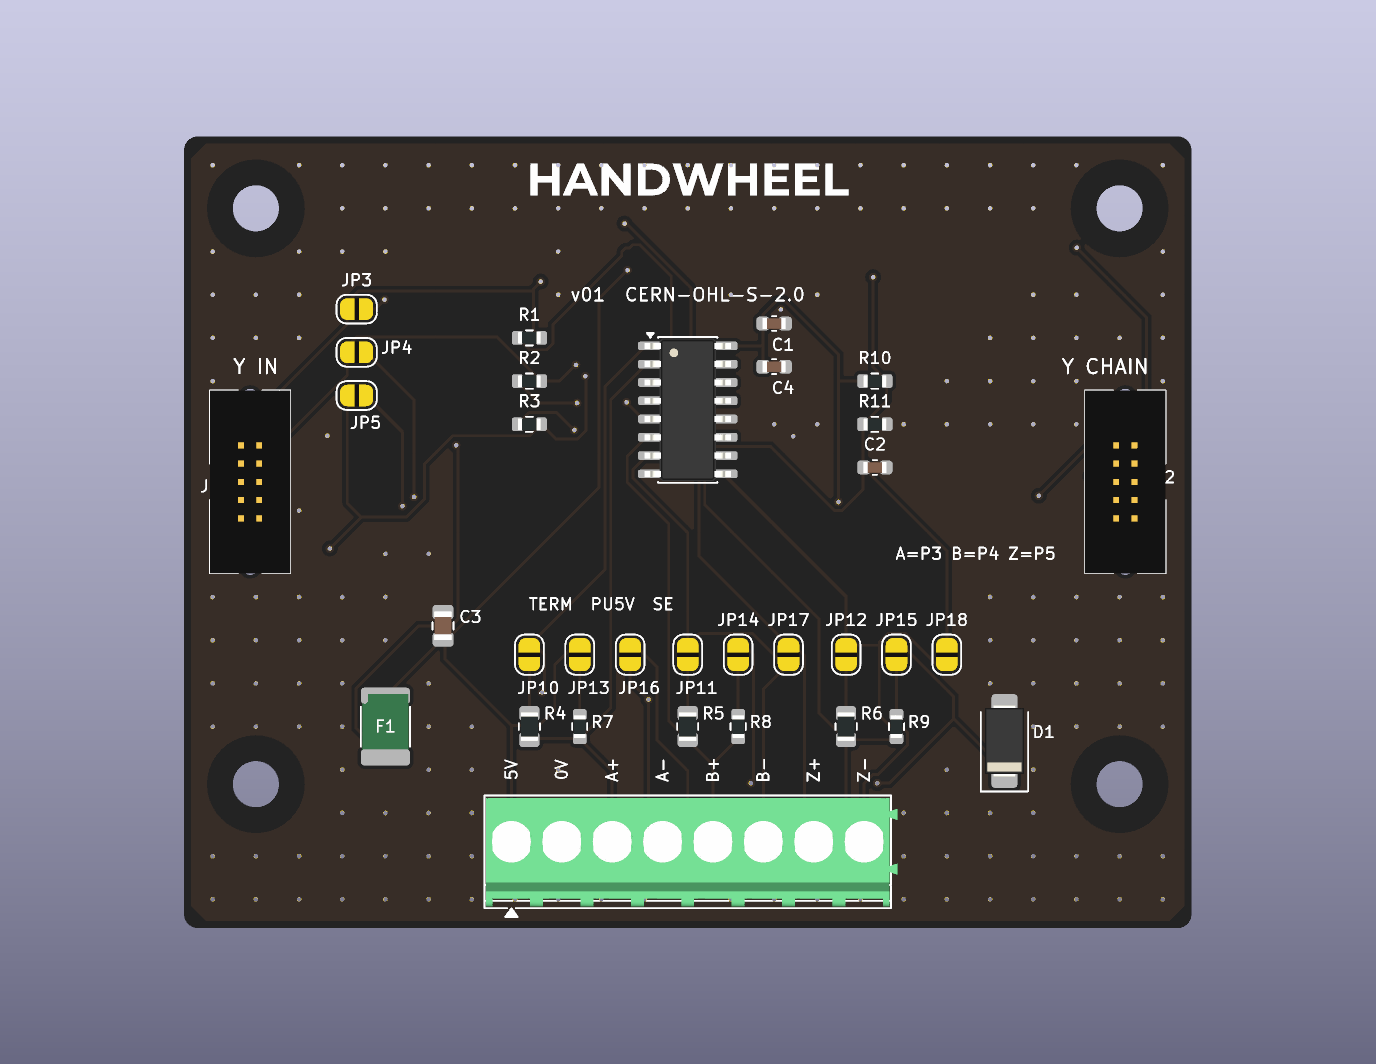 HANDWHEEL
JP3
v01 CERN-OHL-S-2.0
R1
C1
JP4
R2
R10
Y IN
Y CHAIN
C4
R3
R11
JP5
C2
J
2
A=P3 B=P4 Z=P5
TERM PU5V SE
C3
JP14 JP17 JP12 JP15 JP18
JP10 JP13 JP16 JP11
R4 R7 R5 R8 R6 R9
F1
D1
5V 0V A+ A- B+ B- Z+ Z-